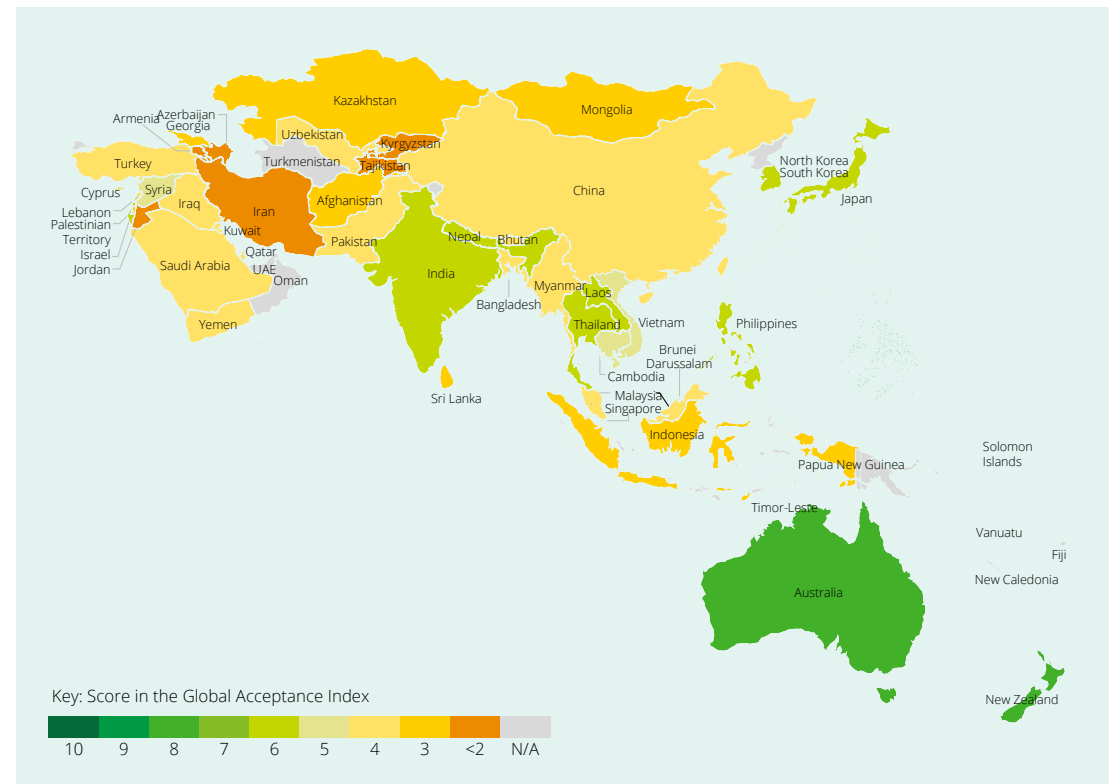 Kazakhstan
Mongolia
Azerbaijan
Armenia
Georgia
Uzbekistan
Kyrgyzstan
Turkey
Turkmenistan
Tajikistan
North Korea
South Korea
Japan
China
Cyprus
Syria
Iraq
Iran
Afghanistan
Lebanon
Palestinian
Territory
Israel
Jordan
Kuwait
Pakistan
Nepal
Bhutan
Qatar
Saudi Arabia
UAE
Oman
India
Myanmar
Laos
Bangladesh
Yemen
Thailand
Vietnam
Philippines
Brunei
Darussalam
Cambodia
Sri Lanka
Malaysia
Singapore
Indonesia
Papua New Guinea
Solomon
Islands
Timor-Leste
Vanuatu
Fiji
New Caledonia
Australia
New Zealand
Key: Score in the Global Acceptance Index
10 9 8 7 6 5 4 3 <2 N/A